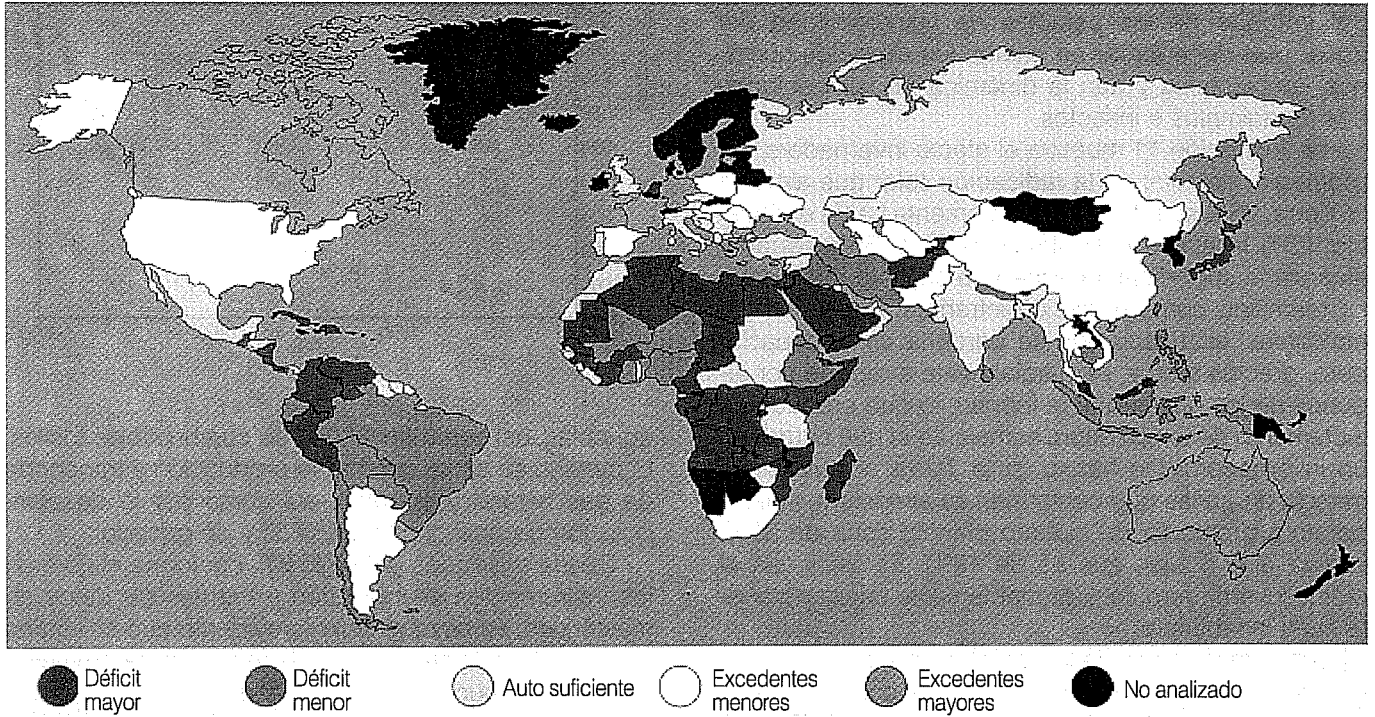 Déficit
mayor
Déficit
menor
Auto suficiente
Excedentes
menores
Excedentes
mayores
No analizado